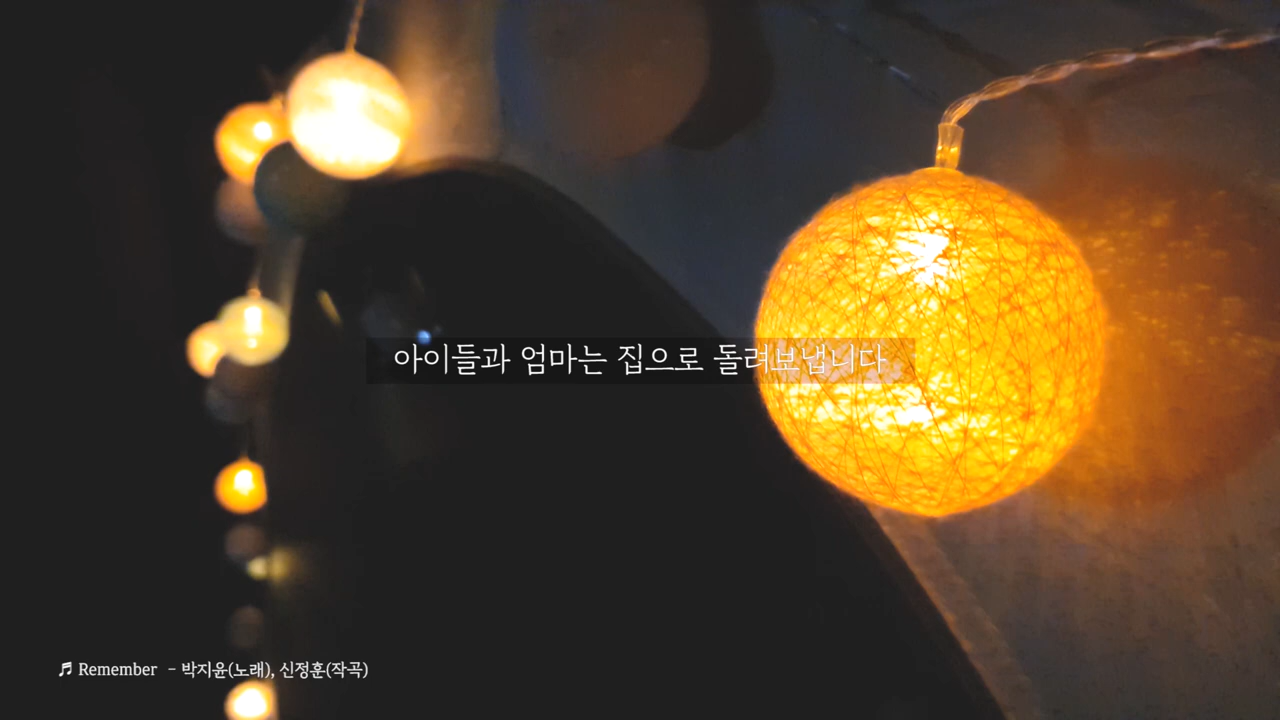 아이들과 엄마는 집으로 돌려보냅니다
♬ Remember - 박지윤(노래), 신정훈(작곡)